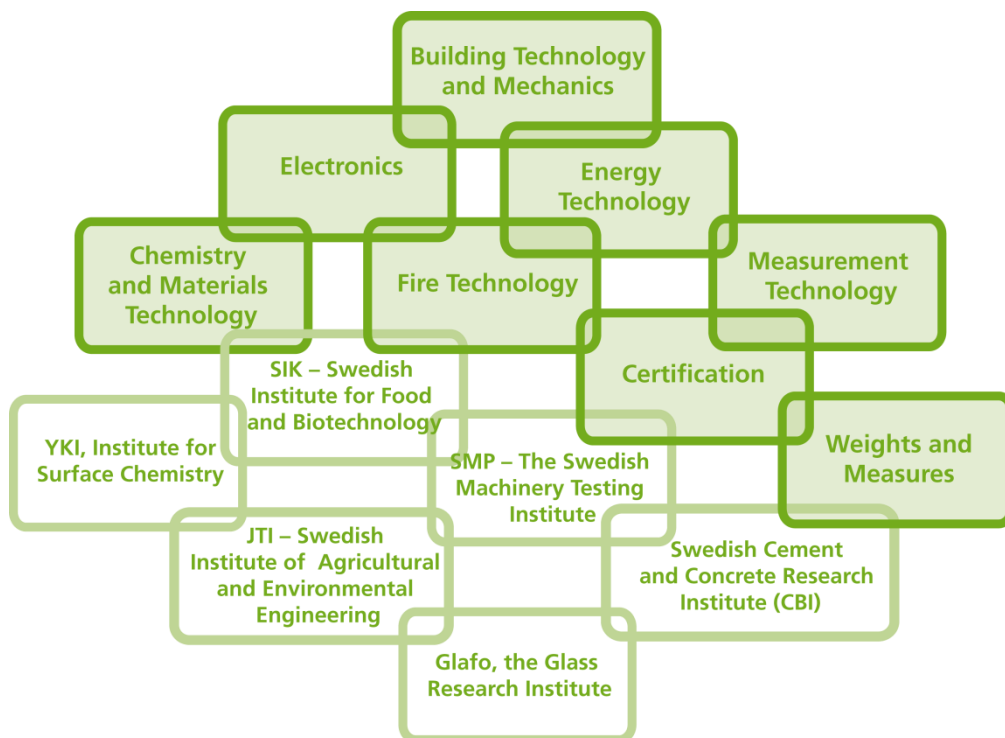 Building Technology
and Mechanics
Electronics
Energy
Technology
Chemistry
and Materials
Technology
Fire Technology
Measurement
Technology
SIK – Swedish
Institute for Food
and Biotechnology
Certification
YKI, Institute for
Surface Chemistry
SMP – The Swedish
Machinery Testing
Institute
Weights and
Measures
JTI – Swedish
Institute of Agricultural
and Environmental
Engineering
Swedish Cement
and Concrete Research
Institute (CBI)
Glafo, the Glass
Research Institute